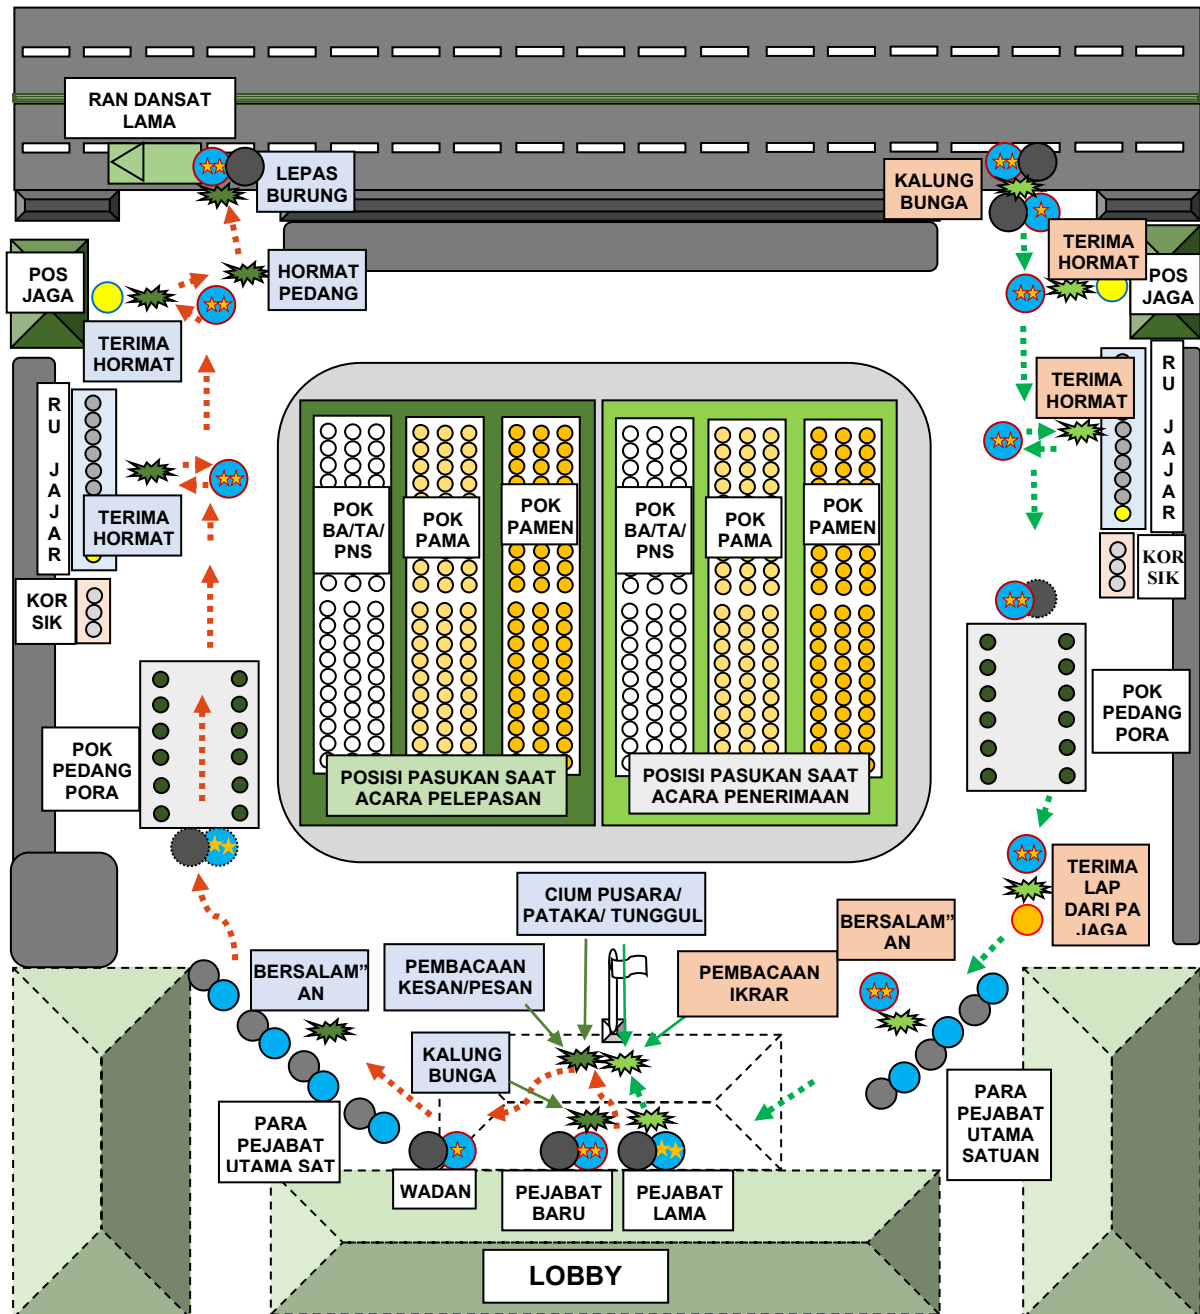 RAN DANSAT
LAMA
LEPAS
BURUNG
KALUNG
BUNGA
TERIMA
HORMAT
POS
JAGA
HORMAT
PEDANG
POS
JAGA
TERIMA
HORMAT
RU JAJAR
TERIMA
HORMAT
RU JAJAR
POK
BA/TA/
PNS
POK
PAMA
POK
PAMEN
POK
BA/TA/
PNS
POK
PAMA
POK
PAMEN
TERIMA
HORMAT
KOR
SIK
KOR
SIK
POK
PEDANG
PORA
POK
PEDANG
PORA
POSISI PASUKAN SAAT
ACARA PELEPASAN
POSISI PASUKAN SAAT
ACARA PENERIMAAN
CIUM PUSARA/
PATAKA/ TUNGGUL
BERSALAM”
AN
TERIMA
LAP
DARI PA
JAGA
BERSALAM”
AN
PEMBACAAN
KESAN/PESAN
PEMBACAAN
IKRAR
KALUNG
BUNGA
PARA
PEJABAT
UTAMA SAT
PARA
PEJABAT
UTAMA
SATUAN
WADAN
PEJABAT
BARU
PEJABAT
LAMA
LOBBY